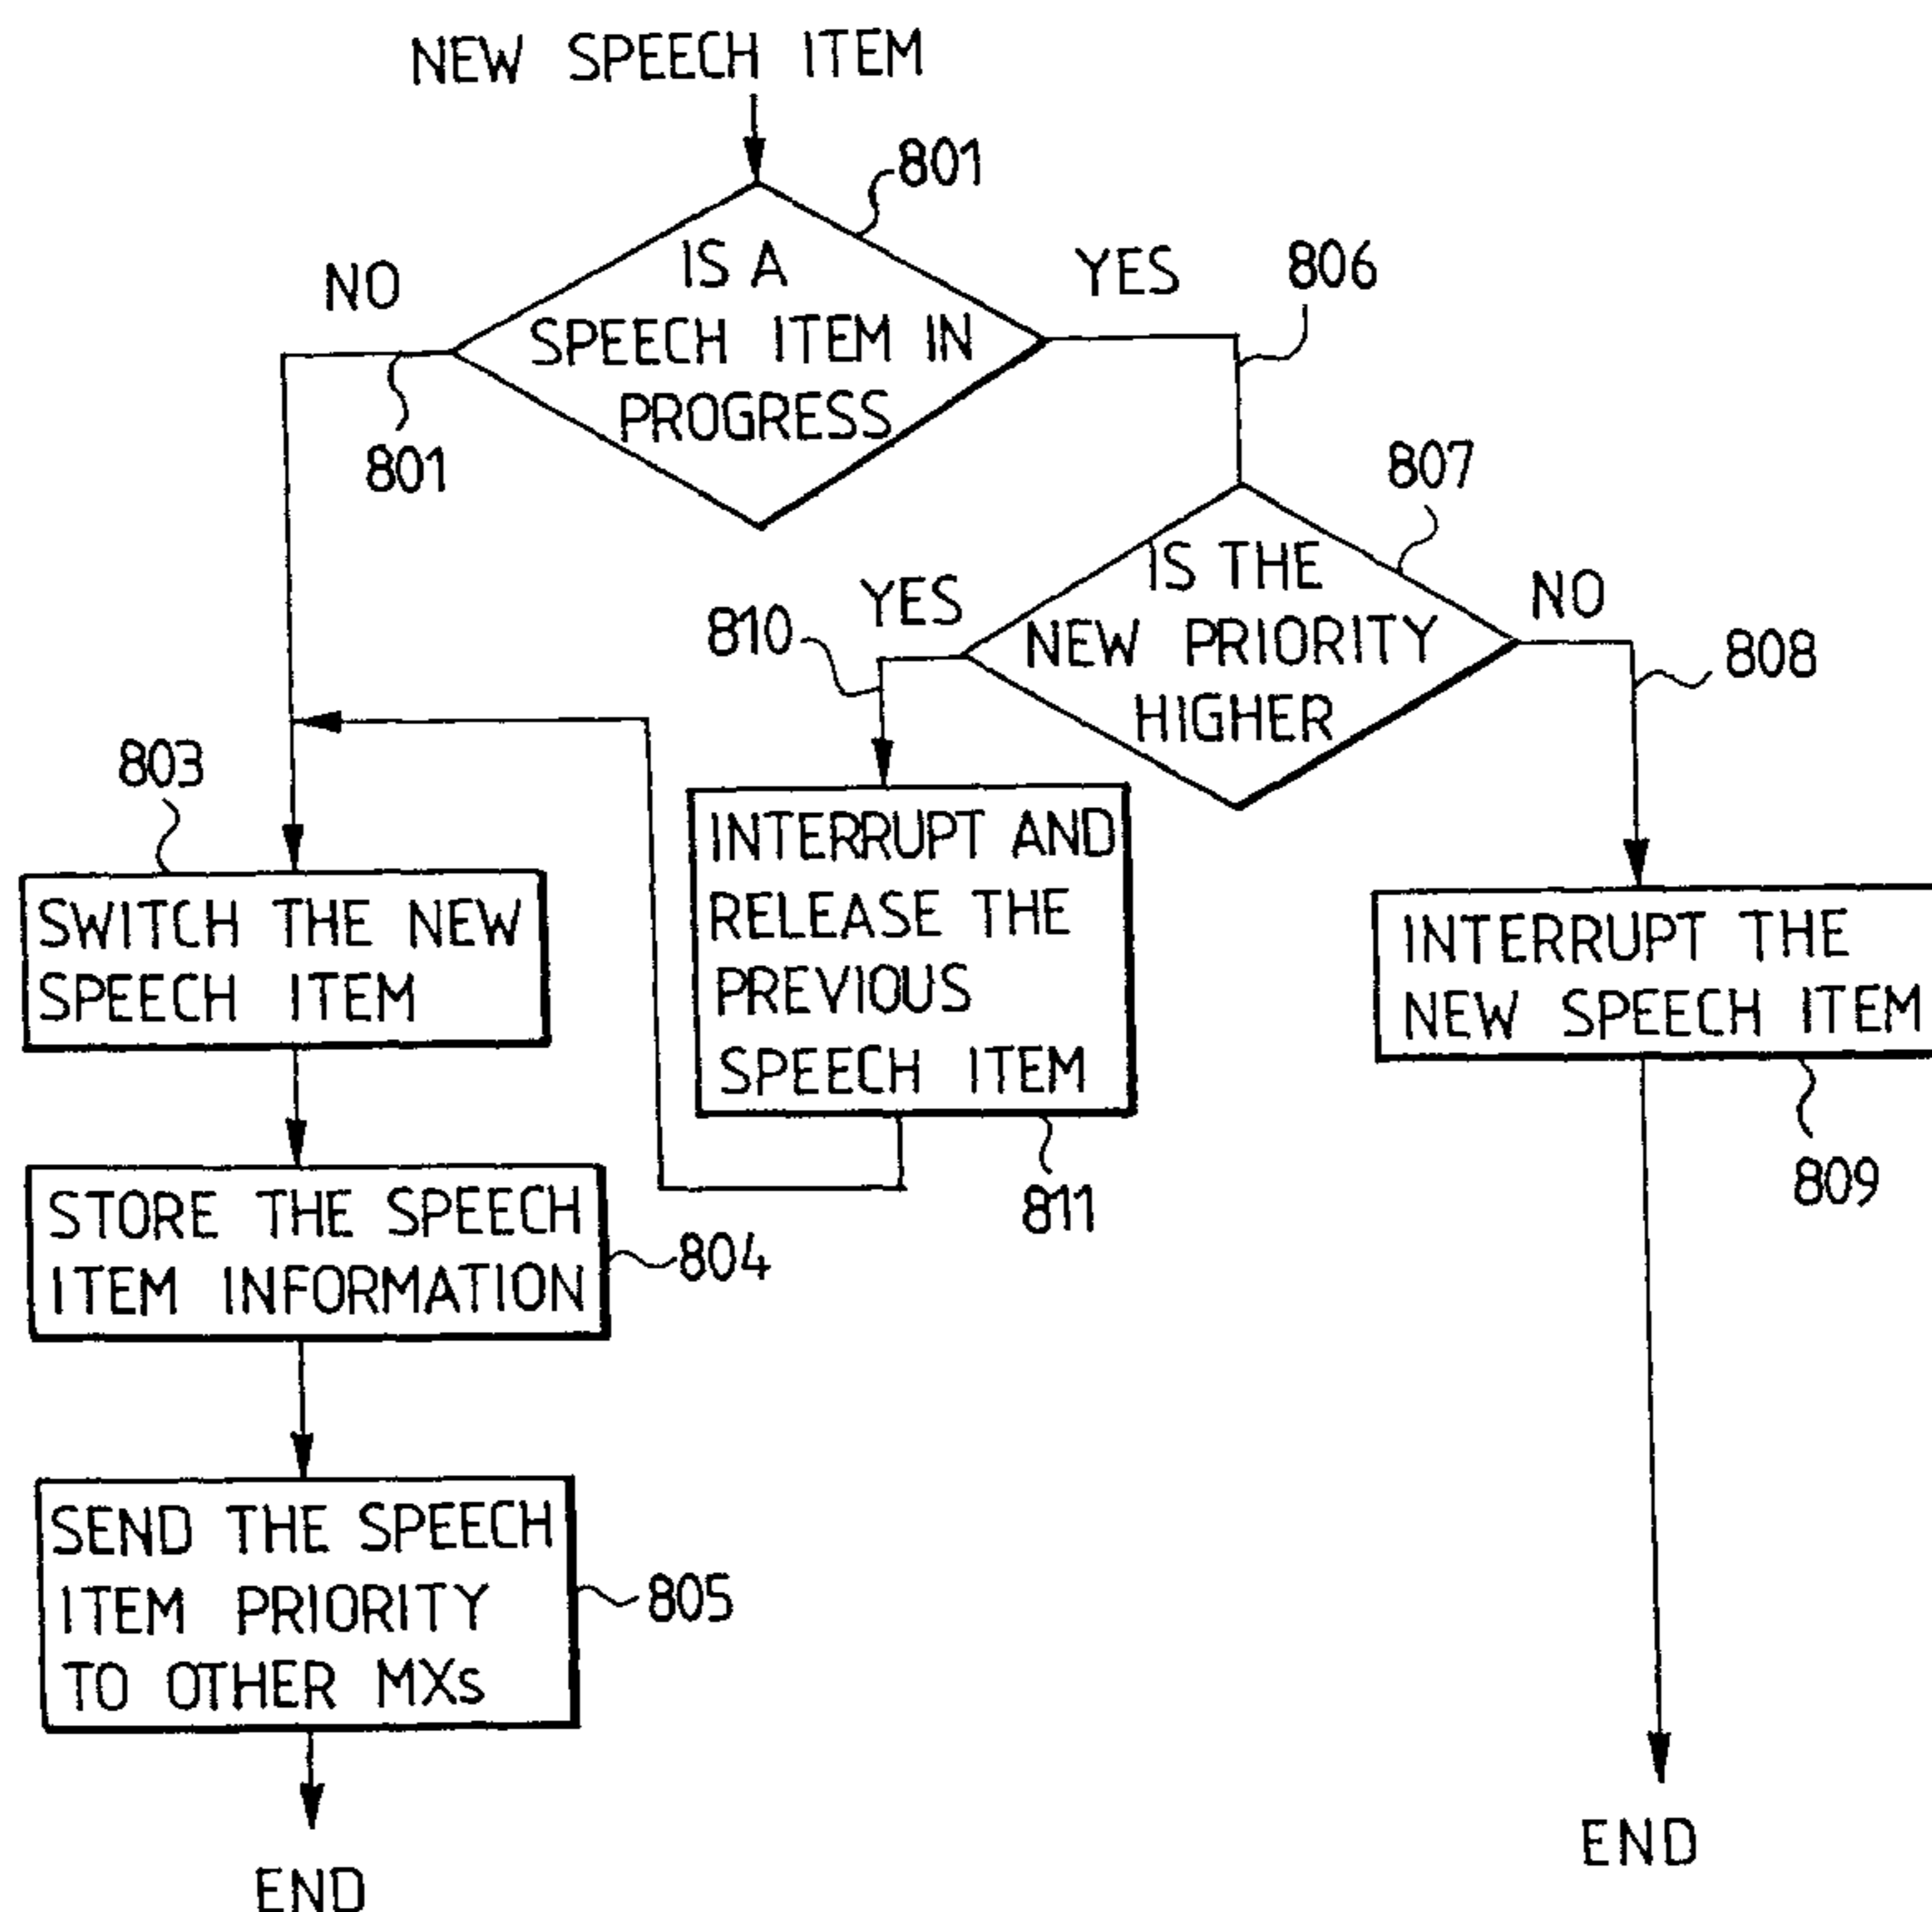 NEW SPEECH ITEM
801
IS A
SPEECH ITEM IN
PROGRESS
NO
YES
806
801
807
IS THE
NEW PRIORITY
HIGHER
YES
NO
810
808
803
SWITCH THE NEW
SPEECH ITEM
INTERRUPT AND
RELEASE THE
PREVIOUS
SPEECH ITEM
INTERRUPT THE
NEW SPEECH ITEM
811
809
STORE THE SPEECH
ITEM INFORMATION
804
SEND THE SPEECH
ITEM PRIORITY
TO OTHER MXs
805
END
END